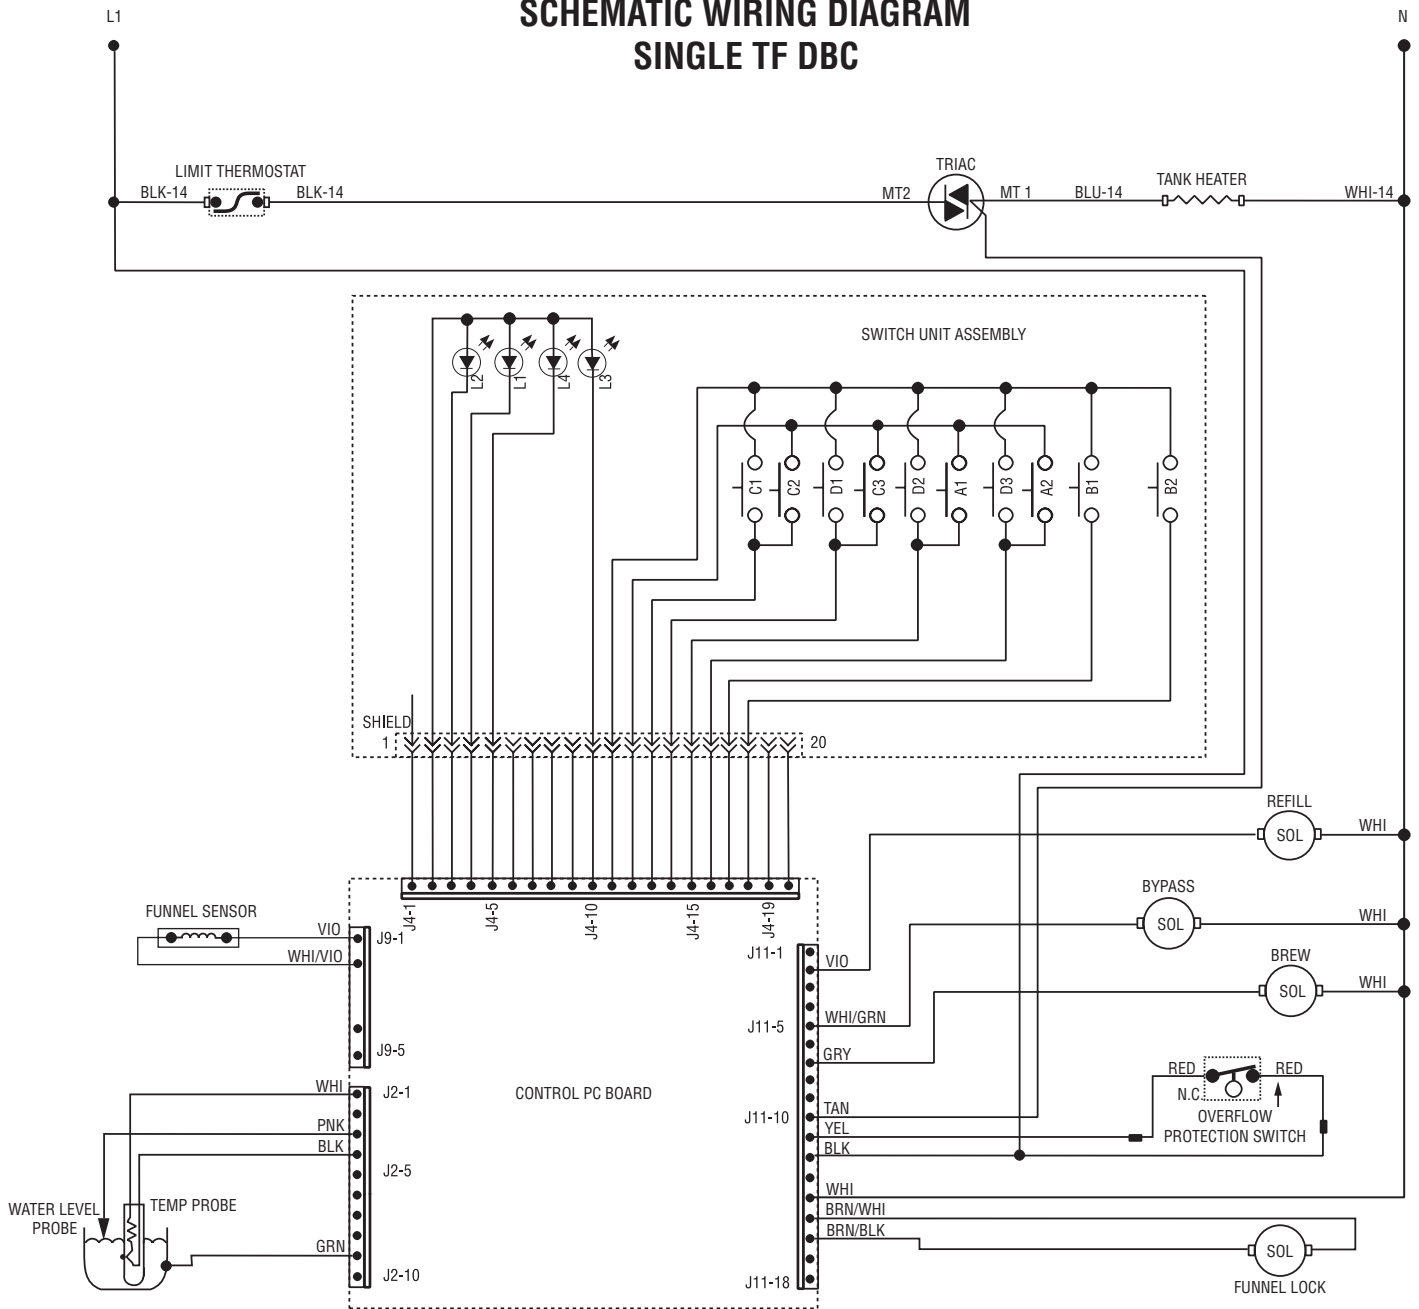 SCHEMATIC WIRING DIAGRAM
SINGLE TF DBC
L1
N
LIMIT THERMOSTAT
BLK-14
BLK-14
TRIAC
MT2
MT 1
BLU-14
TANK HEATER
WHI-14
SWITCH UNIT ASSEMBLY
L2
L1
L4
L3
C1
C2
D1
C3
D2
A1
D3
A2
B1
B2
SHIELD
1
20
REFILL
SOL
WHI
BYPASS
SOL
WHI
BREW
SOL
WHI
J4-1
J4-5
J4-10
J4-15
J4-19
FUNNEL SENSOR
VIO
WHI/VIO
J9-1
J9-5
J11-1
VIO
J11-5
WHI/GRN
GRY
CONTROL PC BOARD
WHI
J2-1
PNK
BLK
J2-5
RED
RED
N.C.
OVERFLOW
PROTECTION SWITCH
J11-10
TAN
YEL
BLK
WHI
BRN/WHI
BRN/BLK
WATER LEVEL
PROBE
TEMP PROBE
GRN
J2-10
J11-18
SOL
FUNNEL LOCK